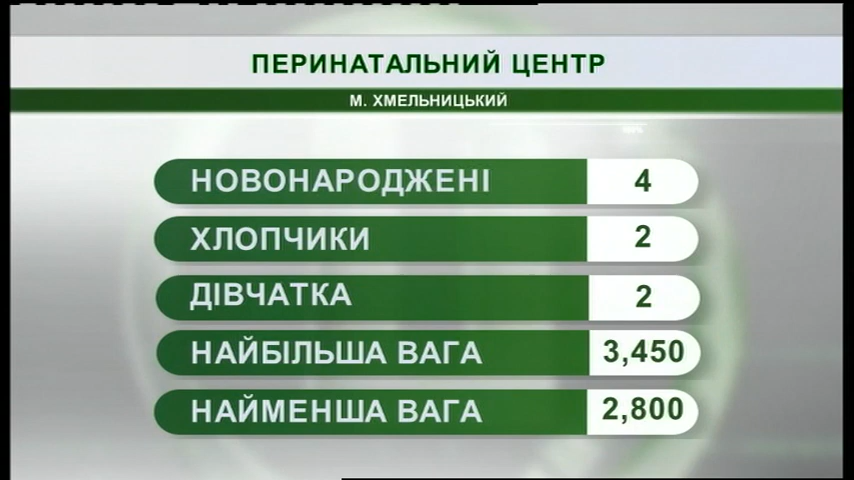 ПЕРИНАТАЛЬНИЙ ЦЕНТР
М. ХМЕЛЬНИЦЬКИЙ
НОВОНАРОДЖЕНІ 4
ХЛОПЧИКИ 2
ДІВЧАТКА 2
НАЙБІЛЬША ВАГА 3,450
НАЙМЕНША ВАГА 2,800